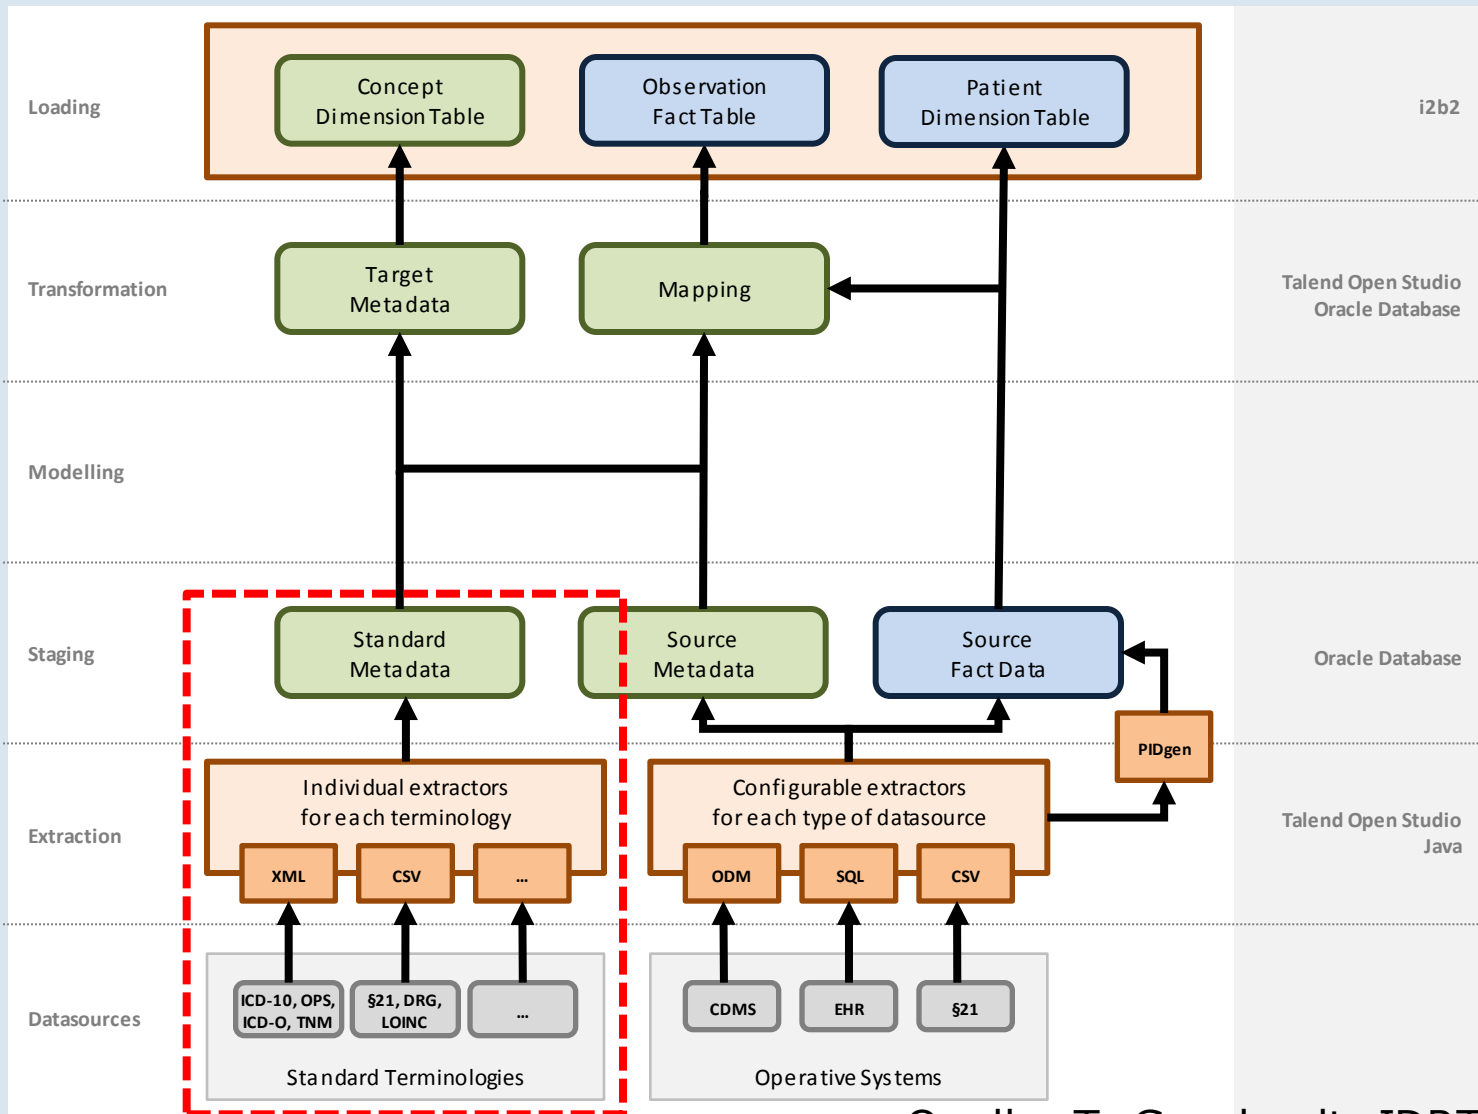 Loading
Concept
Dimension Table
Observation
Fact Table
Patient
Dimension Table
i2b2
Transformation
Target
Metadata
Mapping
Talend Open Studio
Oracle Database
Modelling
Staging
Standard
Metadata
Source
Metadata
Source
Fact Data
Oracle Database
PIDgen
Extraction
Individual extractors
for each terminology
XML
CSV
...
Configurable extractors
for each type of datasource
ODM
SQL
CSV
Talend Open Studio
Java
Datasources
ICD-10, OPS,
ICD-O, TNM
§21, DRG,
LOINC
...
Standard Terminologies
CDMS
EHR
§21
Operative Systems